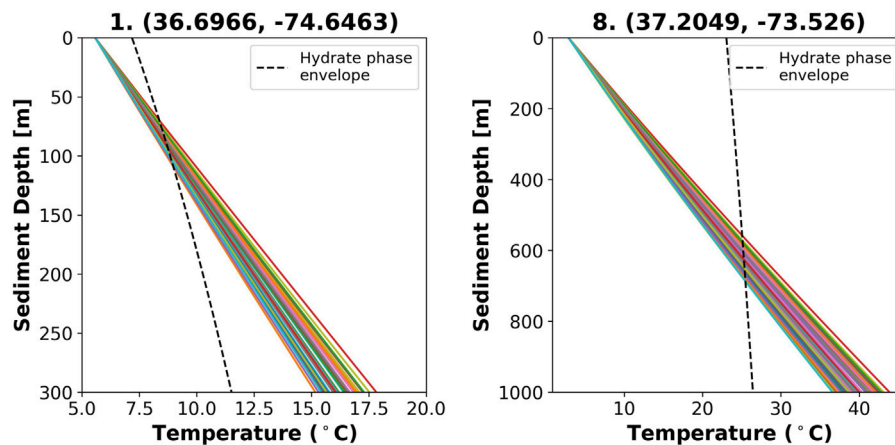 1. (36.6966, -74.6463)
Hydrate phase
envelope
Sediment Depth [m]
0
50
100
150
200
250
300
5.0
7.5
10.0
12.5
15.0
17.5
20.0
Temperature (°C)
8. (37.2049, -73.526)
Hydrate phase
envelope
Sediment Depth [m]
0
200
400
600
800
1000
10
20
30
40
Temperature (°C)